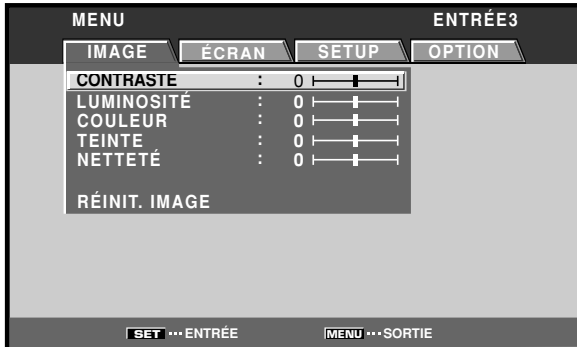 MENU ENTRÉE3
IMAGE ÉCRAN SETUP OPTION
CONTRASTE : 0
LUMINOSITÉ : 0
COULEUR : 0
TEINTE : 0
NETTETÉ : 0
RÉINIT. IMAGE
SET ••• ENTRÉE MENU ••• SORTIE